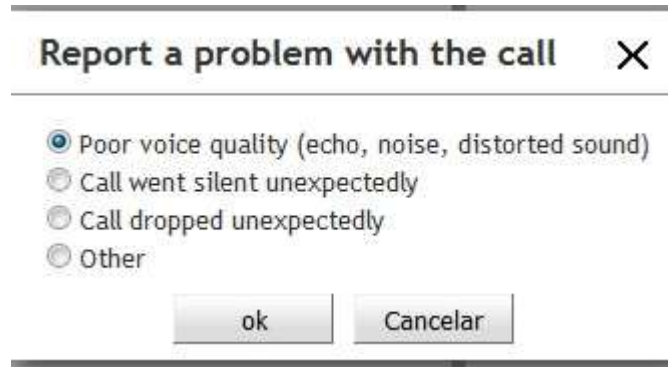 Report a problem with the call
Poor voice quality (echo, noise, distorted sound)
Call went silent unexpectedly
Call dropped unexpectedly
Other
ok Cancelar